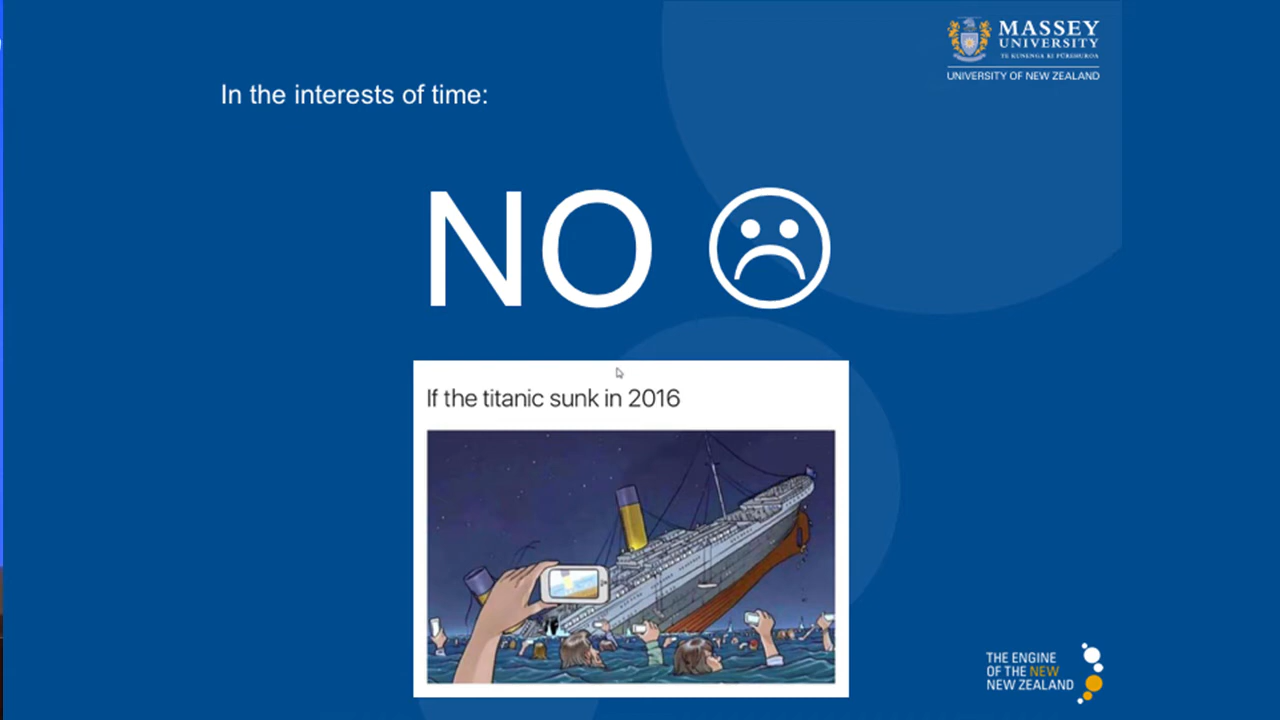 MASSEY
UNIVERSITY
TE KUNENGA KI PŪREHUROA
UNIVERSITY OF NEW ZEALAND
In the interests of time:
NO ☹
If the titanic sunk in 2016
THE ENGINE
OF THE NEW
NEW ZEALAND